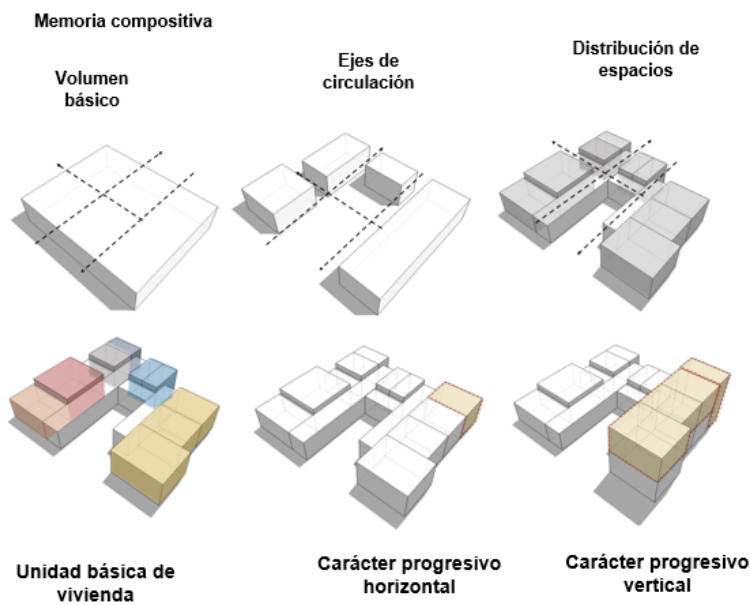 Memoria compositiva
Volumen
básico
Ejes de
circulación
Distribución de
espacios
Unidad básica de
vivienda
Carácter progresivo
horizontal
Carácter progresivo
vertical